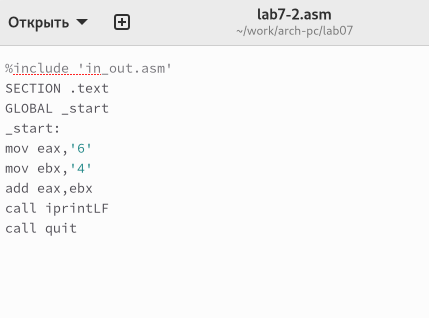 Открыть
lab7-2.asm
~/work/arch-pc/lab07
%include 'in_out.asm'
SECTION .text
GLOBAL _start
_start:
mov eax,'6'
mov ebx,'4'
add eax,ebx
call iprintLF
call quit